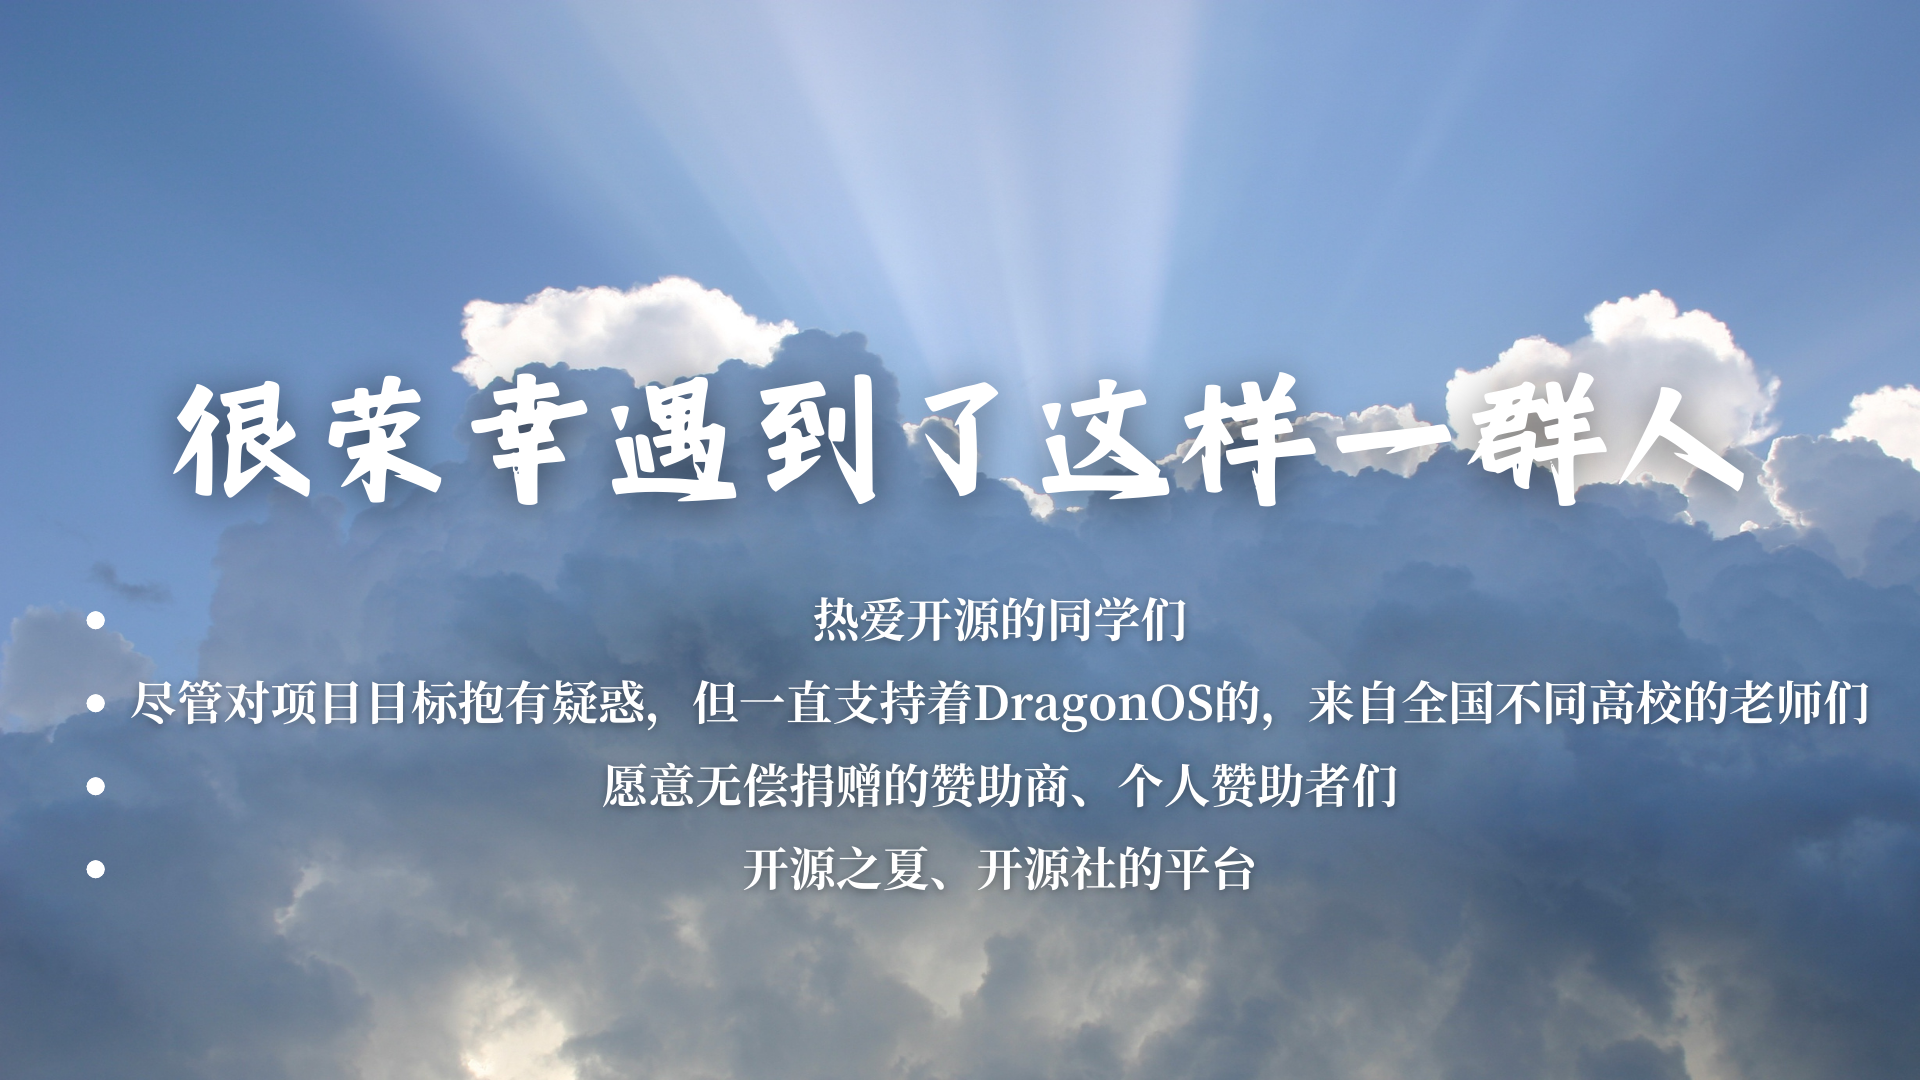 很荣幸遇到了这样一群人
热爱开源的同学们
尽管对项目目标抱有疑惑，但一直支持着DragonOS的，来自全国不同高校的老师们
愿意无偿捐赠的赞助商、个人赞助者们
开源之夏、开源社的平台